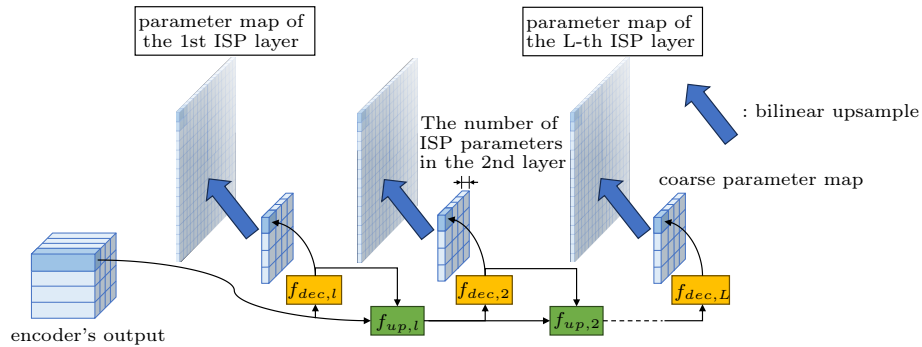 parameter map of
the 1st ISP layer
parameter map of
the L-th ISP layer
: bilinear upsample
The number of
ISP parameters
in the 2nd layer
coarse parameter map
f_{dec,l}
f_{dec,2}
f_{dec,L}
f_{up,l}
f_{up,2}
encoder's output